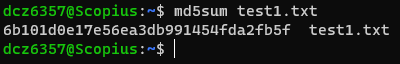 dcz6357@Scopius:~$ md5sum test1.txt
6b101d0e17e56ea3db991454fda2fb5f  test1.txt
dcz6357@Scopius:~$